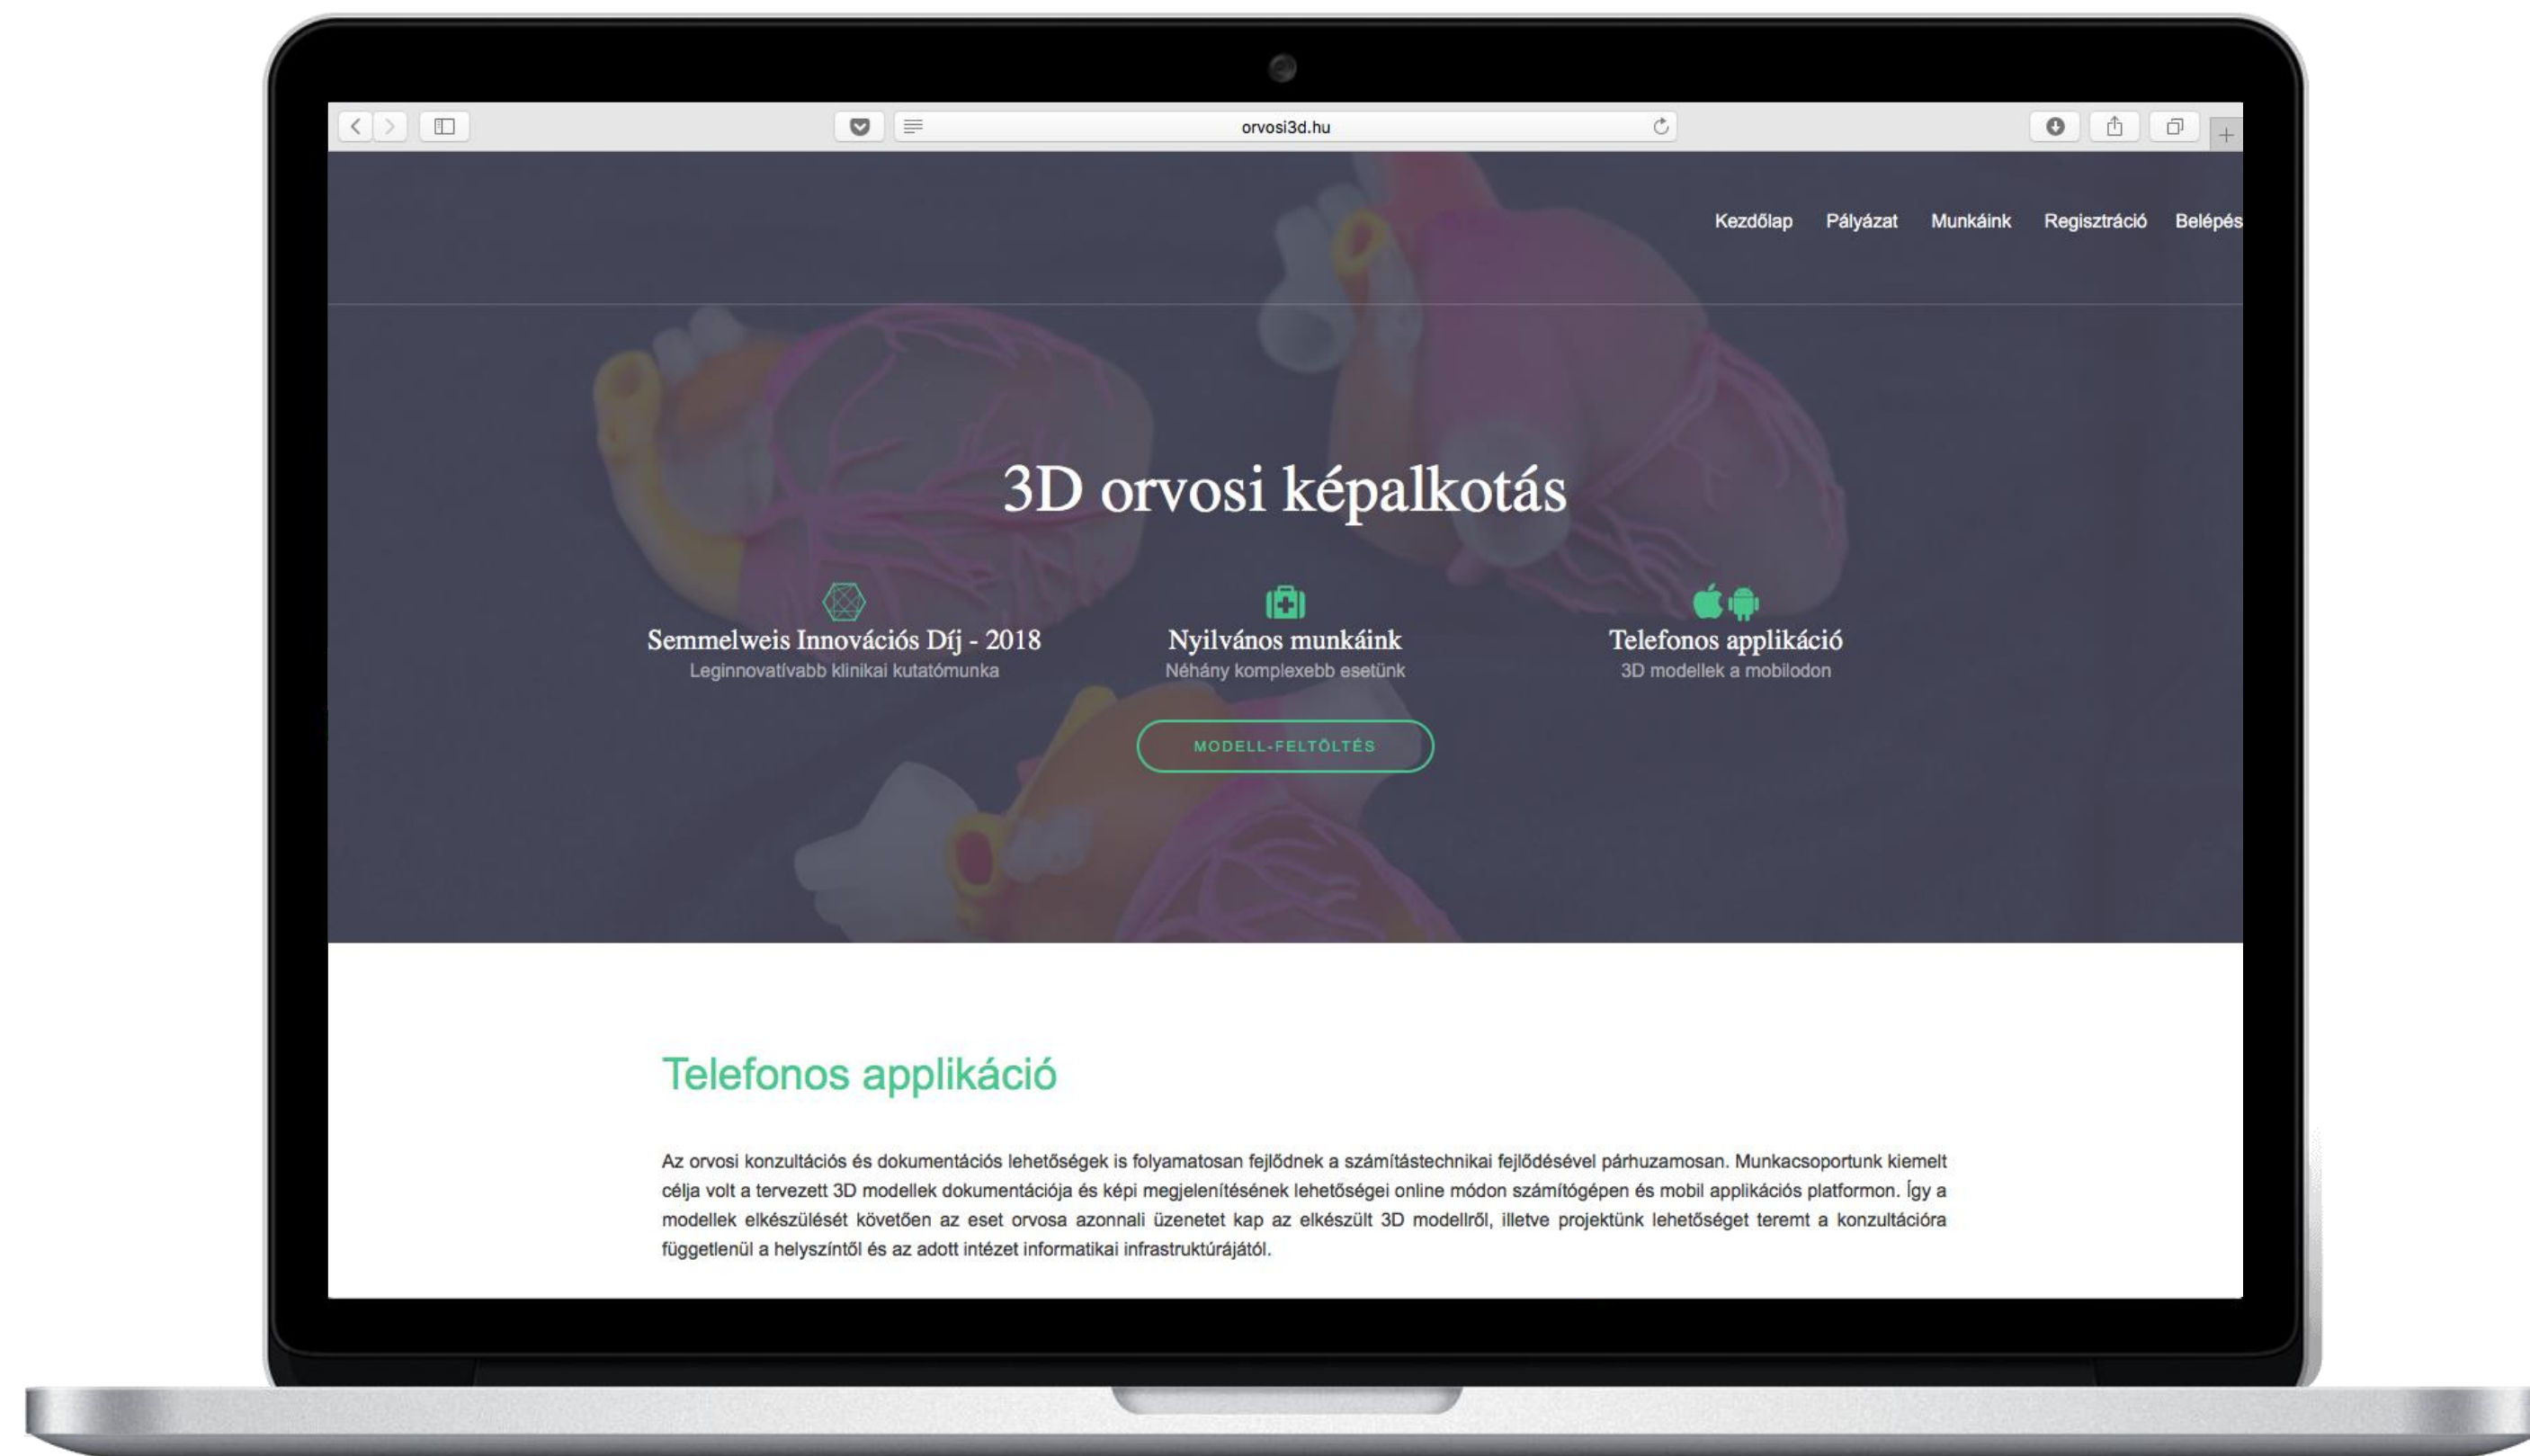 orvosi3d.hu
Kezdőlap Pályázat Munkáink Regisztráció Belépés
3D orvosi képalkotás
Semmelweis Innovációs Díj - 2018
Leginnovatívabb klinikai kutatómunka
Nyilvános munkáink
Néhány komplexebb esetünk
Telefonos applikáció
3D modellek a mobilodon
MODELL-FELTÖLTÉS
Telefonos applikáció
Az orvosi konzultációs és dokumentációs lehetőségek is folyamatosan fejlődnek a számítástechnikai fejlődésével párhuzamosan. Munkacsoportunk kiemelt
célja volt a tervezett 3D modellek dokumentációja és képi megjelenítésének lehetőségei online módon számítógépen és mobil applikációs platformon. Így a
modellek elkészülését követően az eset orvosa azonnali üzenetet kap az elkészült 3D modellről, illetve projektünk lehetőséget teremt a konzultációra
függetlenül a helyszíntől és az adott intézet informatikai infrastruktúrájától.